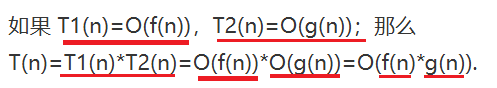 如果 T1(n)=O(f(n)), T2(n)=O(g(n)); 那么
T(n)=T1(n)*T2(n)=O(f(n))*O(g(n))=O(f(n)*g(n)).